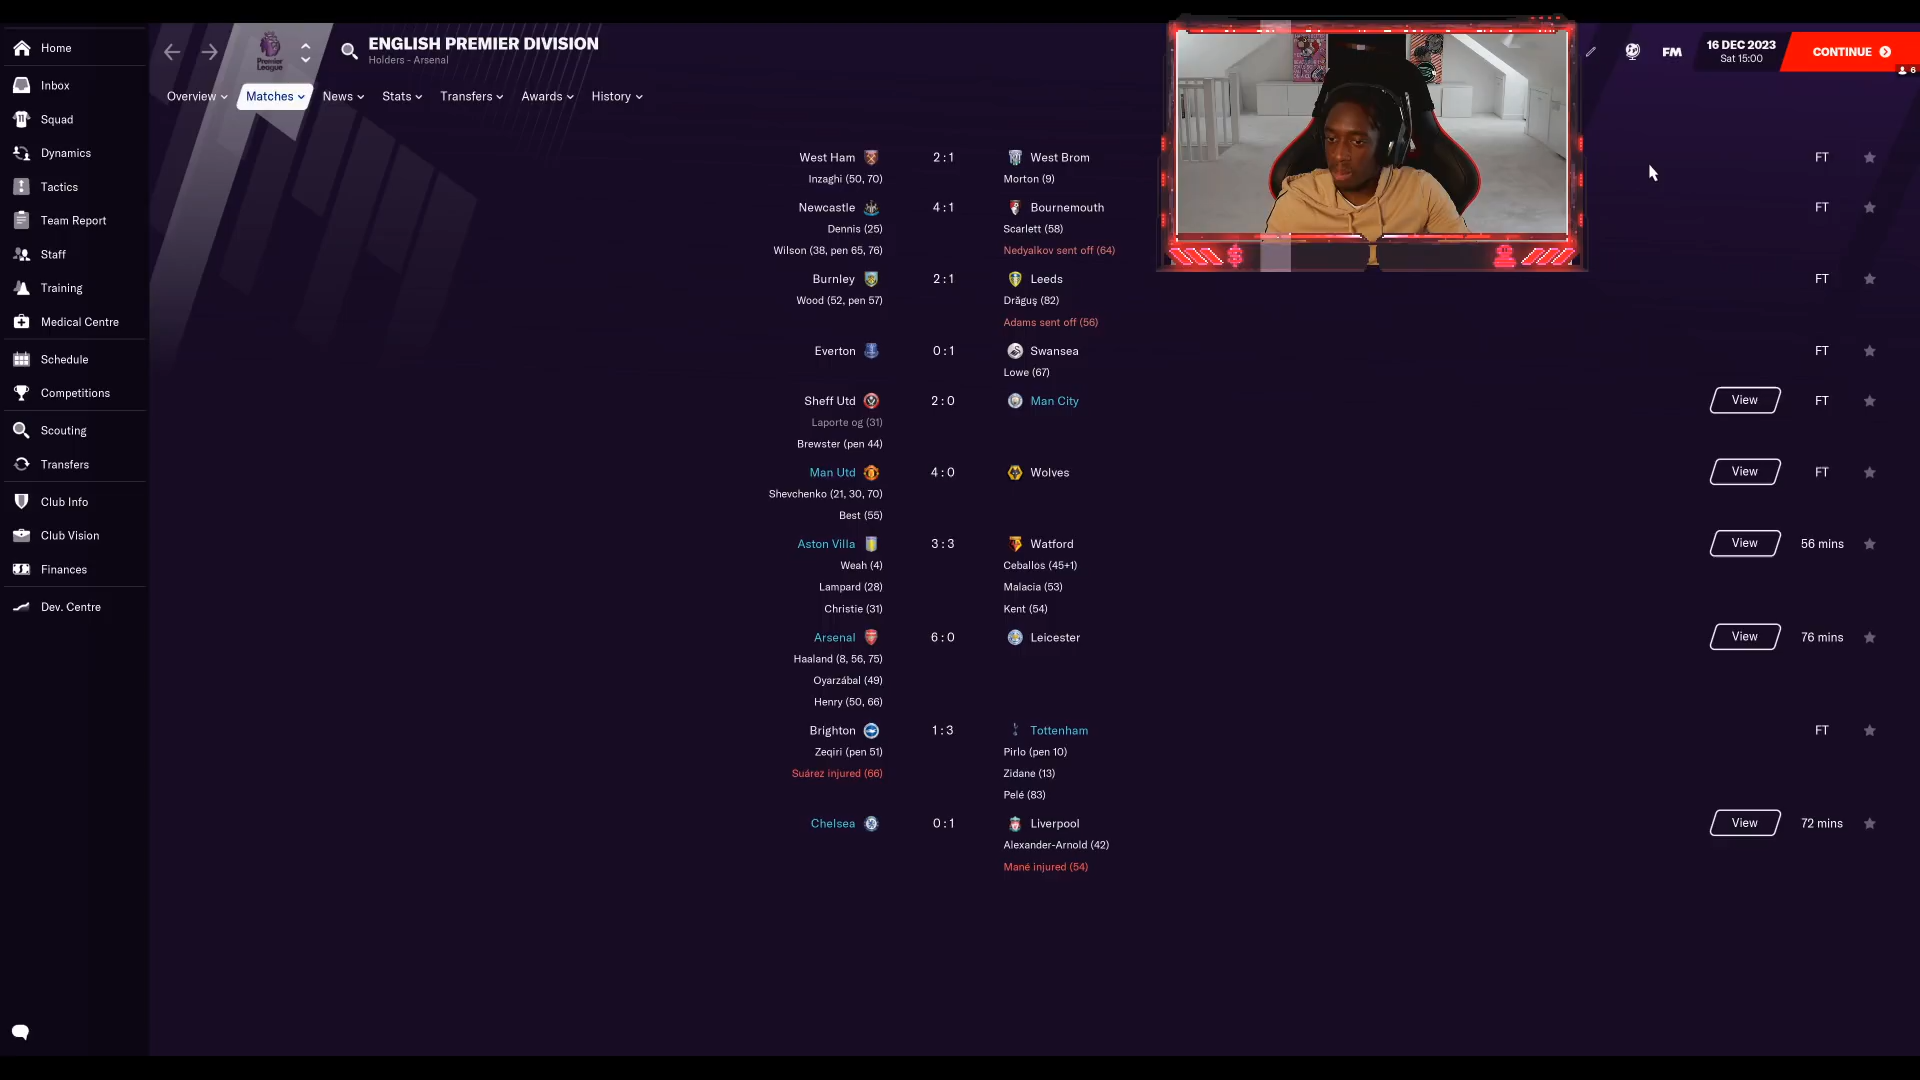 Home
Inbox
Squad
Dynamics
Tactics
Team Report
Staff
Training
Medical Centre
Schedule
Competitions
Scouting
Transfers
Club Info
Club Vision
Finances
Dev. Centre
Premier League
ENGLISH PREMIER DIVISION
Holders - Arsenal
FM
16 DEC 2023
Sat 15:00
CONTINUE
6
Overview Matches News Stats Transfers Awards History
West Ham 2 : 1 West Brom FT
Inzaghi (50, 70) Morton (9)
Newcastle 4 : 1 Bournemouth FT
Dennis (25) Scarlett (58)
Wilson (38, pen 65, 76) Nedyalkov sent off (64)
Burnley 2 : 1 Leeds FT
Wood (52, pen 57) Drăguş (82)
Adams sent off (56)
Everton 0 : 1 Swansea FT
Lowe (67)
Sheff Utd 2 : 0 Man City View FT
Laporte og (31)
Brewster (pen 44)
Man Utd 4 : 0 Wolves View FT
Shevchenko (21, 30, 70)
Best (55)
Aston Villa 3 : 3 Watford View 56 mins
Weah (4) Ceballos (45+1)
Lampard (28) Malacia (53)
Christie (31) Kent (54)
Arsenal 6 : 0 Leicester View 76 mins
Haaland (8, 56, 75)
Oyarzábal (49)
Henry (50, 66)
Brighton 1 : 3 Tottenham FT
Zeqiri (pen 51) Pirlo (pen 10)
Suárez injured (66) Zidane (13)
Pelé (83)
Chelsea 0 : 1 Liverpool View 72 mins
Alexander-Arnold (42)
Mané injured (54)